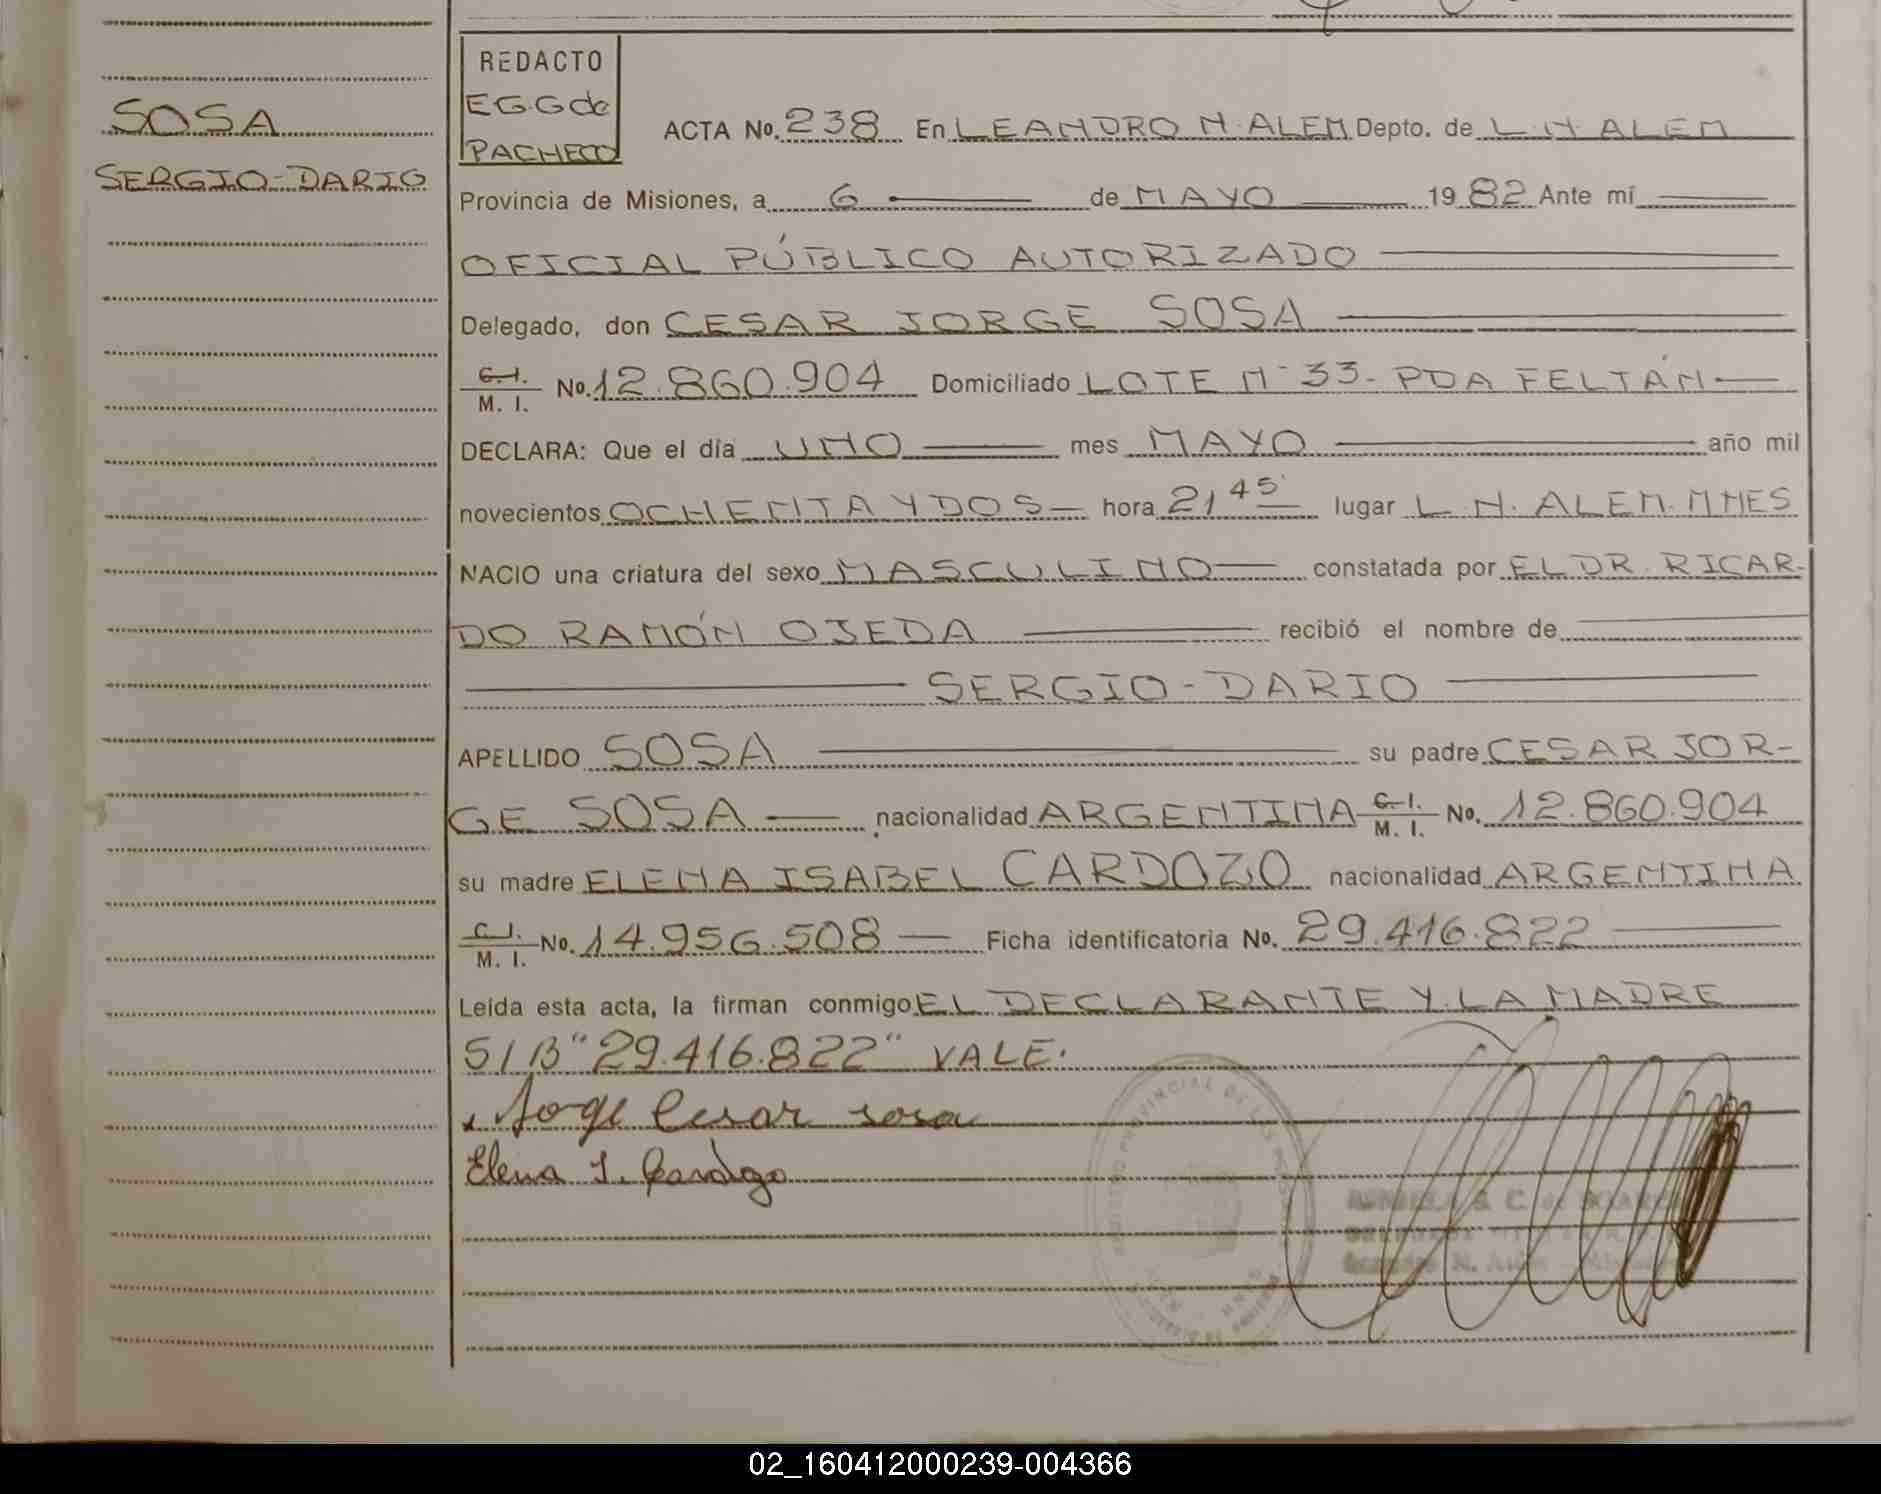 SOSA
SERGIO-DARIO
REDACTO
EGG de
PACHECO
ACTA No. 238 En LEANDRO N. ALEM Depto. de L.N. ALEM
Provincia de Misiones, a 6 de MAYO 1982 Ante mí
OFICIAL PÚBLICO AUTORIZADO
Delegado, don CESAR JORGE SOSA
C. I. M. I. No. 12.860.904 Domiciliado LOTE Nº 33- PDA FELTÁN
DECLARA: Que el día UNO mes MAYO año mil
novecientos OCHENTA Y DOS hora 21 45' lugar L. N. ALEM. MNES
NACIO una criatura del sexo MASCULINO constatada por EL DR. RICAR-
DO RAMÓN OJEDA recibió el nombre de
SERGIO-DARIO
APELLIDO SOSA su padre CESAR JOR-
GE SOSA nacionalidad ARGENTINA C. I. M. I. No. 12.860.904
su madre ELENA ISABEL CARDOZO nacionalidad ARGENTINA
C. I. M. I. No. 14.956.508 Ficha identificatoria No. 29.416.822
Leída esta acta, la firman conmigo EL DECLARANTE Y LA MADRE
S/B "29.416.822" VALE.
Jorge Cesar sosa
Elena I. Cardozo
02_160412000239-004366